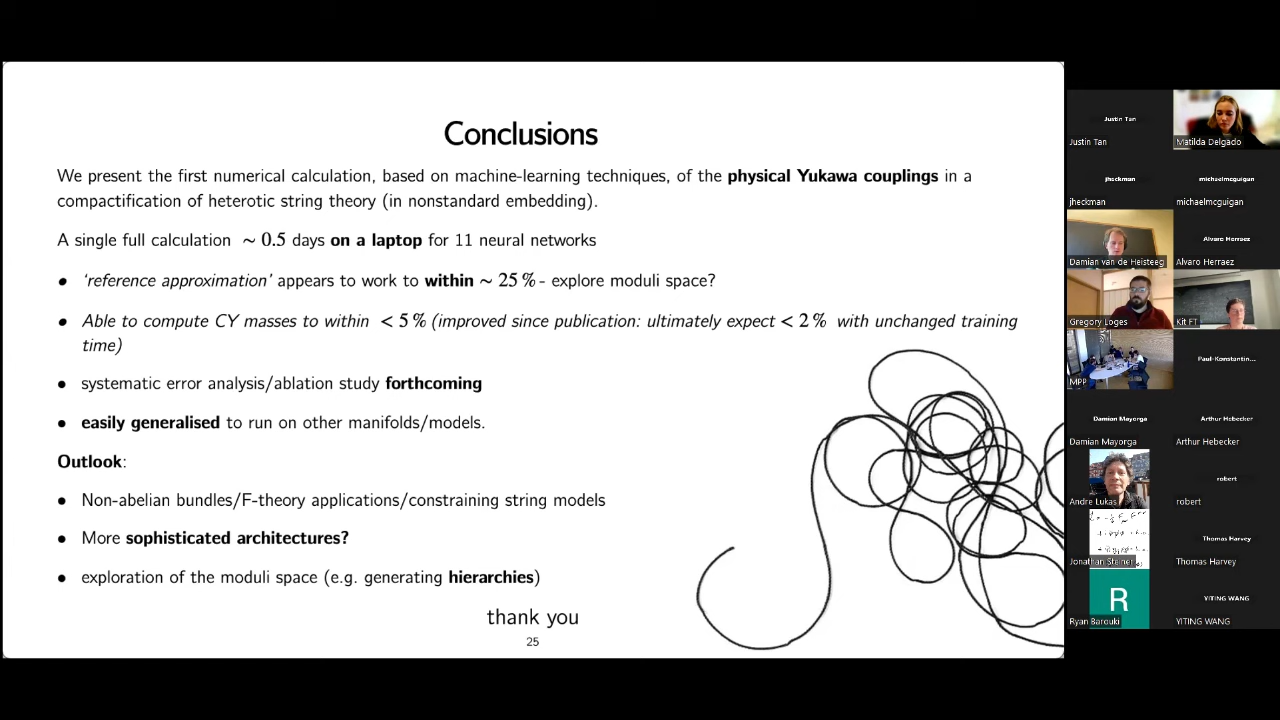 Conclusions
We present the first numerical calculation, based on machine-learning techniques, of the physical Yukawa couplings in a
compactification of heterotic string theory (in nonstandard embedding).
A single full calculation ∼ 0.5 days on a laptop for 11 neural networks
• ‘reference approximation’ appears to work to within ∼ 25 % - explore moduli space?
• Able to compute CY masses to within < 5 % (improved since publication: ultimately expect < 2 % with unchanged training
time)
• systematic error analysis/ablation study forthcoming
• easily generalised to run on other manifolds/models.
Outlook:
• Non-abelian bundles/F-theory applications/constraining string models
• More sophisticated architectures?
• exploration of the moduli space (e.g. generating hierarchies)
thank you
25
Justin Tan
Justin Tan
Matilda Delgado
jheckman
jheckman
michaelmcguigan
michaelmcguigan
Damian van de Heisteeg
Alvaro Herraez
Alvaro Herraez
Gregory Loges
Kit FT
MPP
Paul-Konstantin...
Damian Mayorga
Damian Mayorga
Arthur Hebecker
Arthur Hebecker
Andre Lukas
robert
robert
Jonathan Steiner
Thomas Harvey
Thomas Harvey
R
Ryan Barouki
YITING WANG
YITING WANG